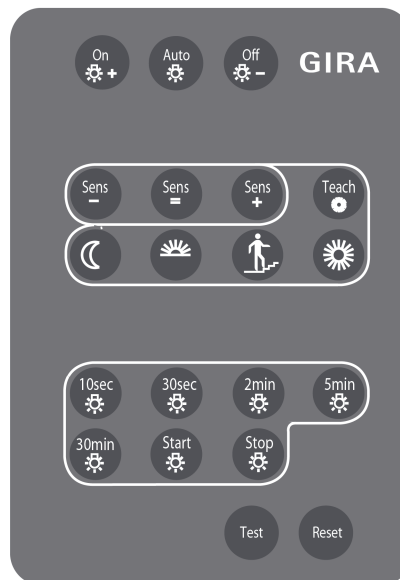 On Auto Off GIRA
+ -
Sens Sens Sens Teach
- = +
10sec 30sec 2min 5min
30min Start Stop
Test Reset